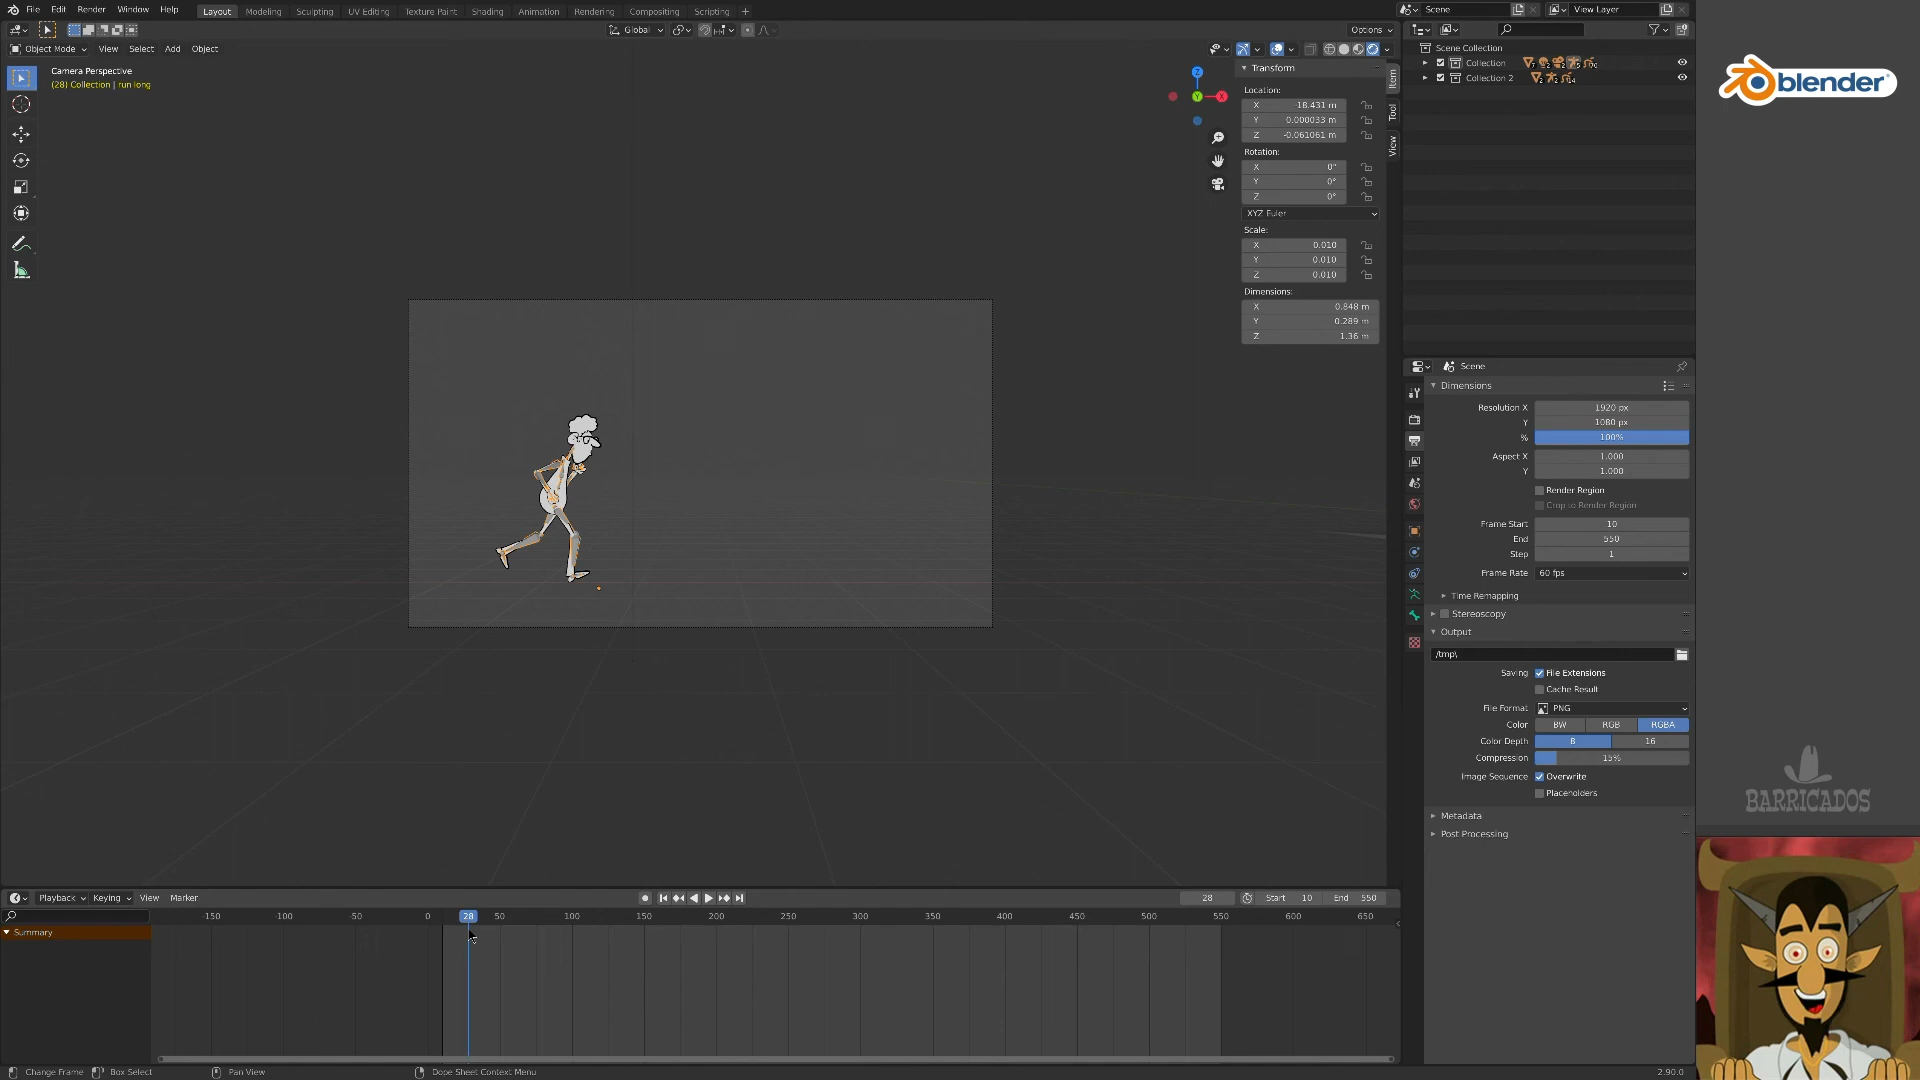 File Edit Render Window Help Layout Modeling Sculpting UV Editing Texture Paint Shading Animation Rendering Compositing Scripting + Scene View Layer
Global Options
Object Mode View Select Add Object
Camera Perspective
(28) Collection | run long
Z
Y
X
Transform
Location:
X -18.431 m
Y 0.000033 m
Z -0.061061 m
Rotation:
X 0°
Y 0°
Z 0°
XYZ Euler
Scale:
X 0.010
Y 0.010
Z 0.010
Dimensions:
X 0.848 m
Y 0.289 m
Z 1.36 m
Item
Tool
View
Scene Collection
Collection
Collection 2
Scene
Dimensions
Resolution X 1920 px
Y 1080 px
% 100%
Aspect X 1.000
Y 1.000
Render Region
Crop to Render Region
Frame Start 10
End 550
Step 1
Frame Rate 60 fps
Time Remapping
Stereoscopy
Output
/tmp\
Saving File Extensions
Cache Result
File Format PNG
Color BW RGB RGBA
Color Depth 8 16
Compression 15%
Image Sequence Overwrite
Placeholders
Metadata
Post Processing
blender
BARRICADOS
Playback Keying View Marker 28 Start 10 End 550
-150 -100 -50 0 28 50 100 150 200 250 300 350 400 450 500 550 600 650
Summary
Change Frame Box Select Pan View Dope Sheet Context Menu 2.90.0